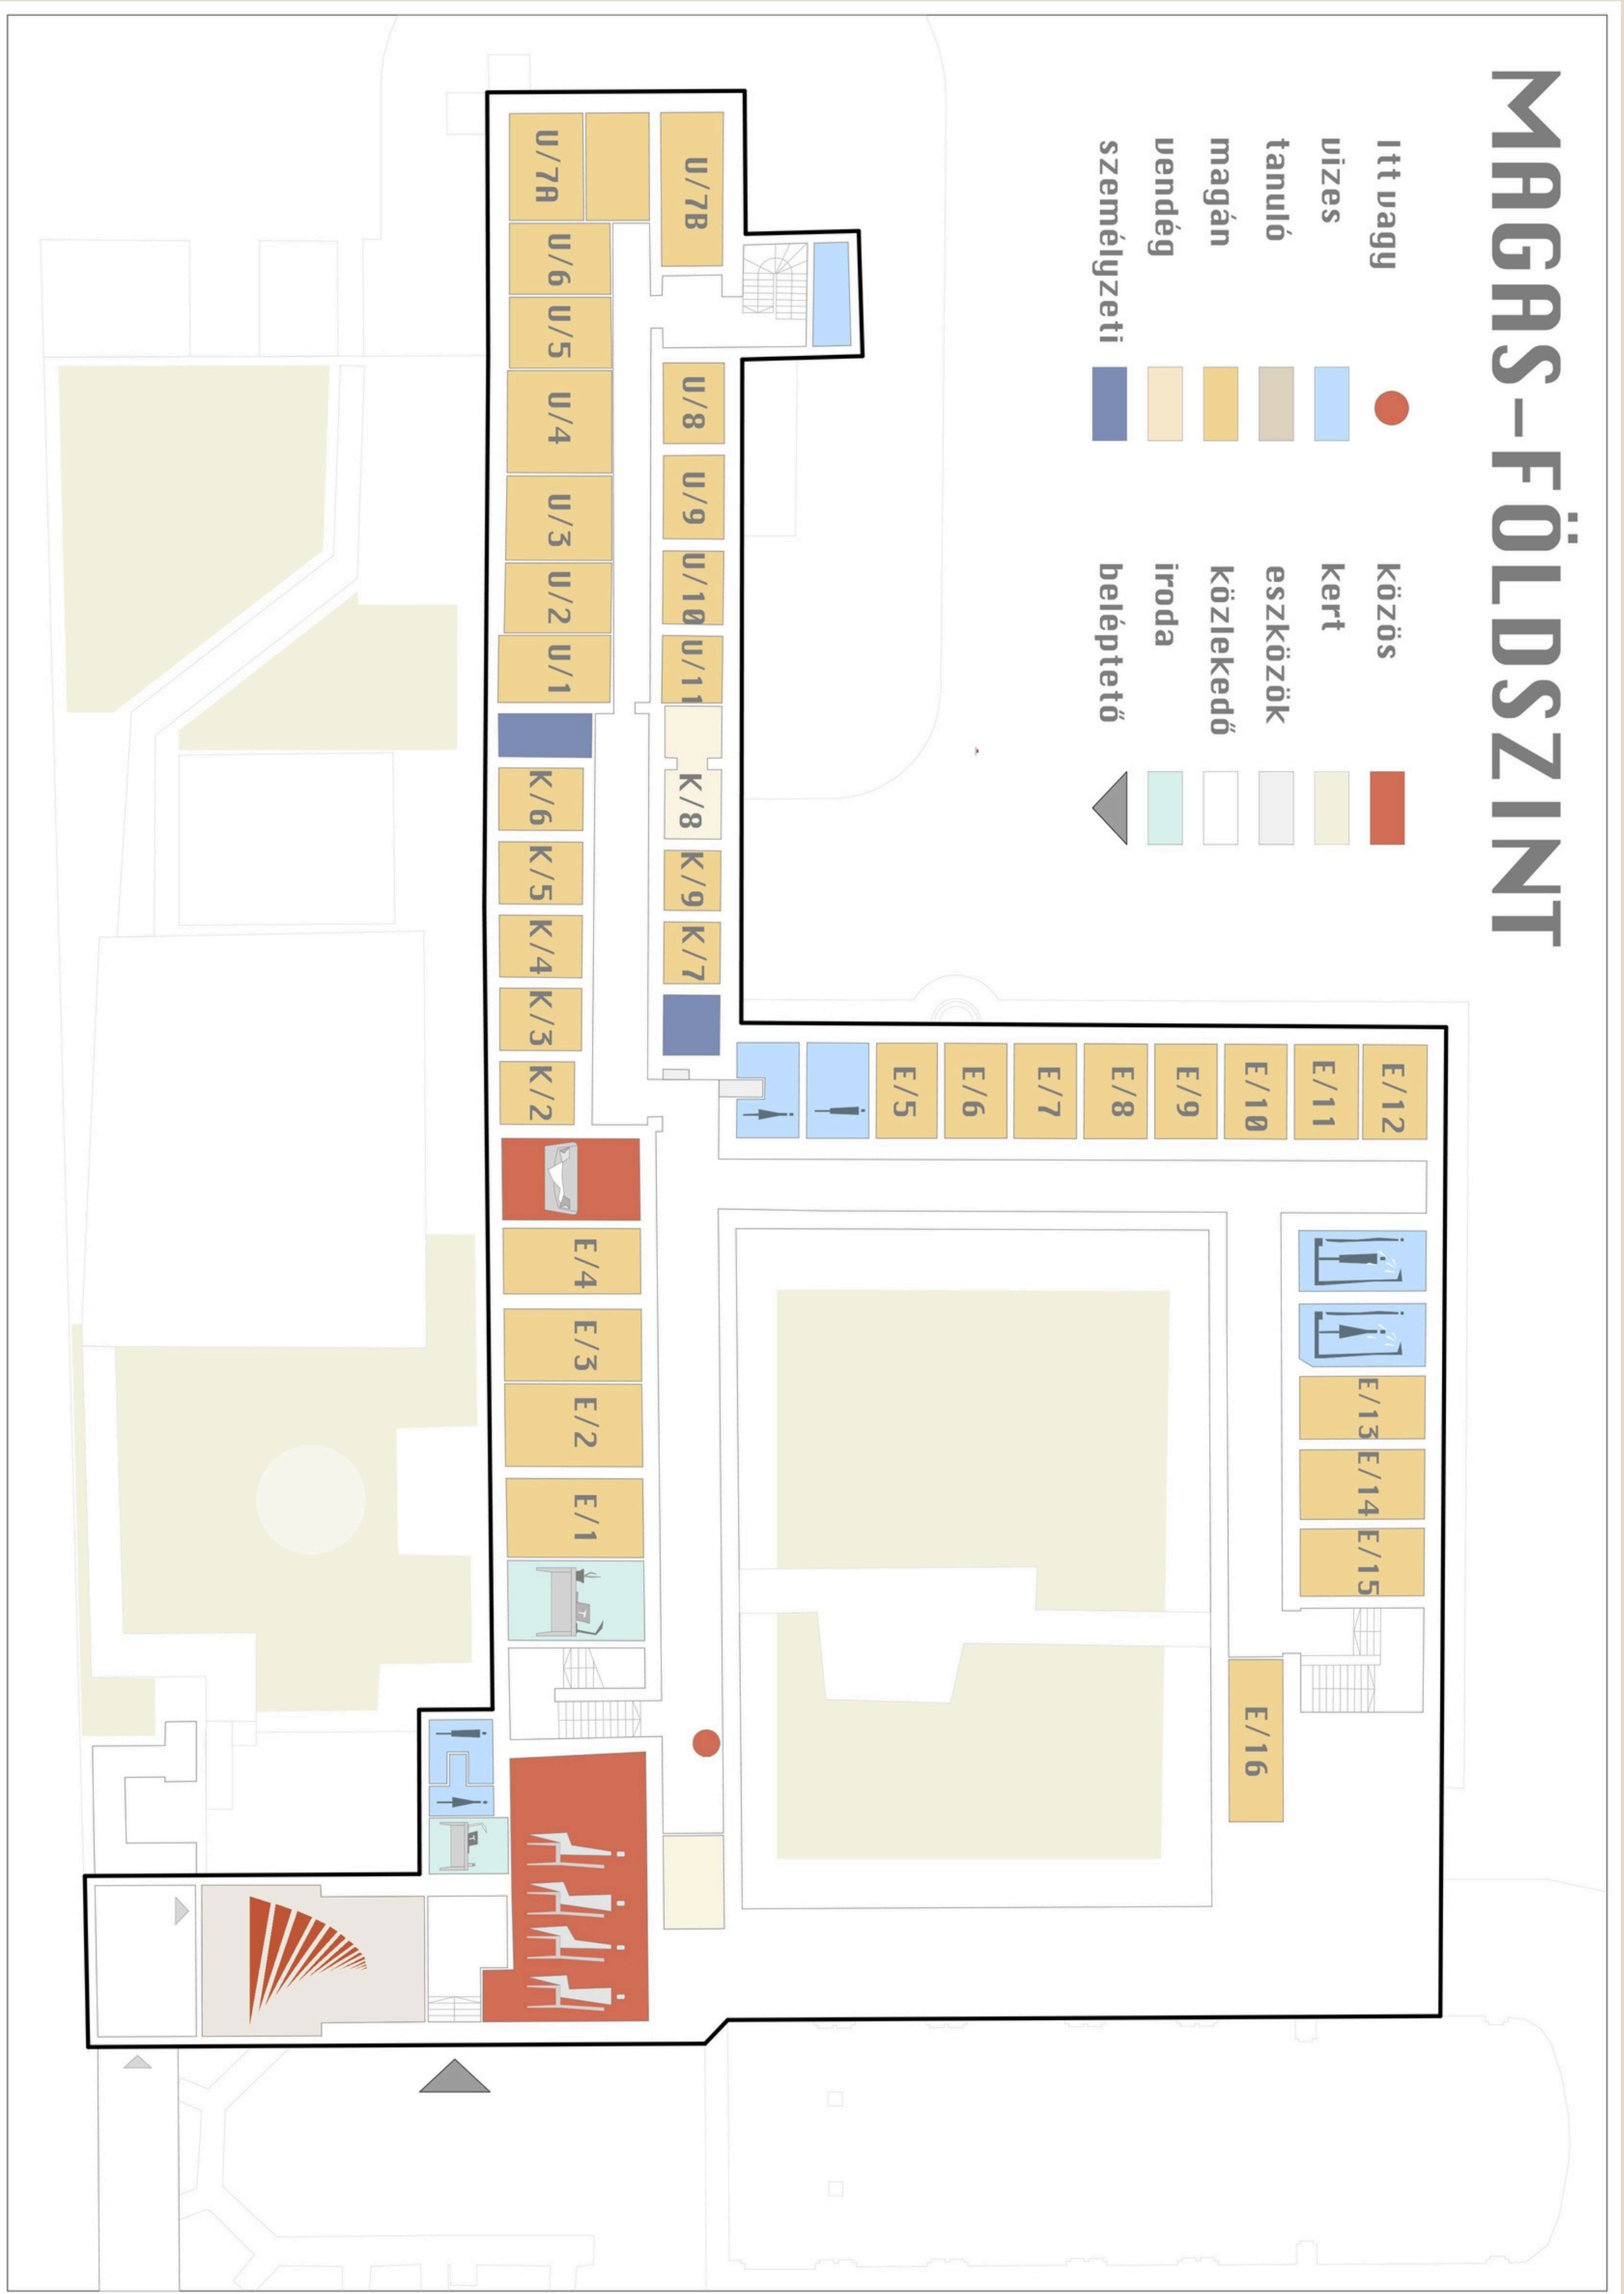 MAGAS-FÖLDSZINT
Itt vagy
vizes
tanuló
magán
vendég
személyzeti
közös
kert
eszközök
közlekedő
iroda
beléptető
E/12
E/11
E/10
E/9
E/8
E/7
E/6
E/5
E/13
E/14
E/15
E/16
U/7B
U/8
U/9
U/10
U/11
K/8
K/9
K/7
U/7A
U/6
U/5
U/4
U/3
U/2
U/1
K/6
K/5
K/4
K/3
K/2
E/4
E/3
E/2
E/1